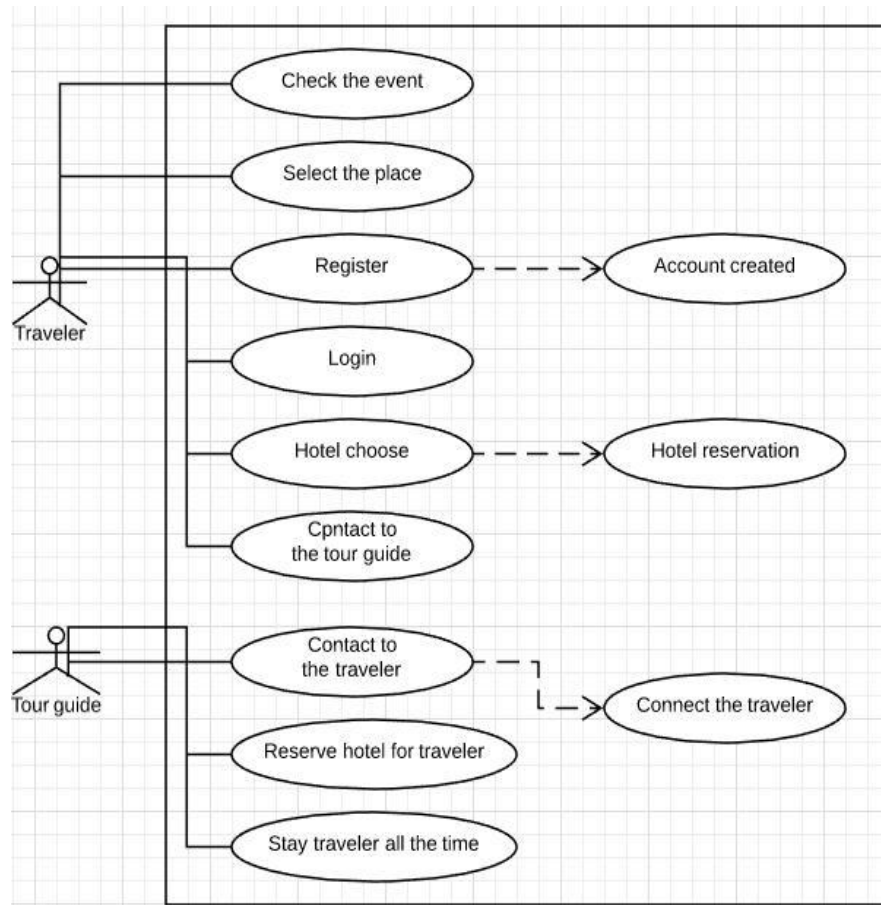 Check the event
Select the place
Register
Account created
Traveler
Login
Hotel choose
Hotel reservation
Cpntact to
the tour guide
Contact to
the traveler
Tour guide
Connect the traveler
Reserve hotel for traveler
Stay traveler all the time